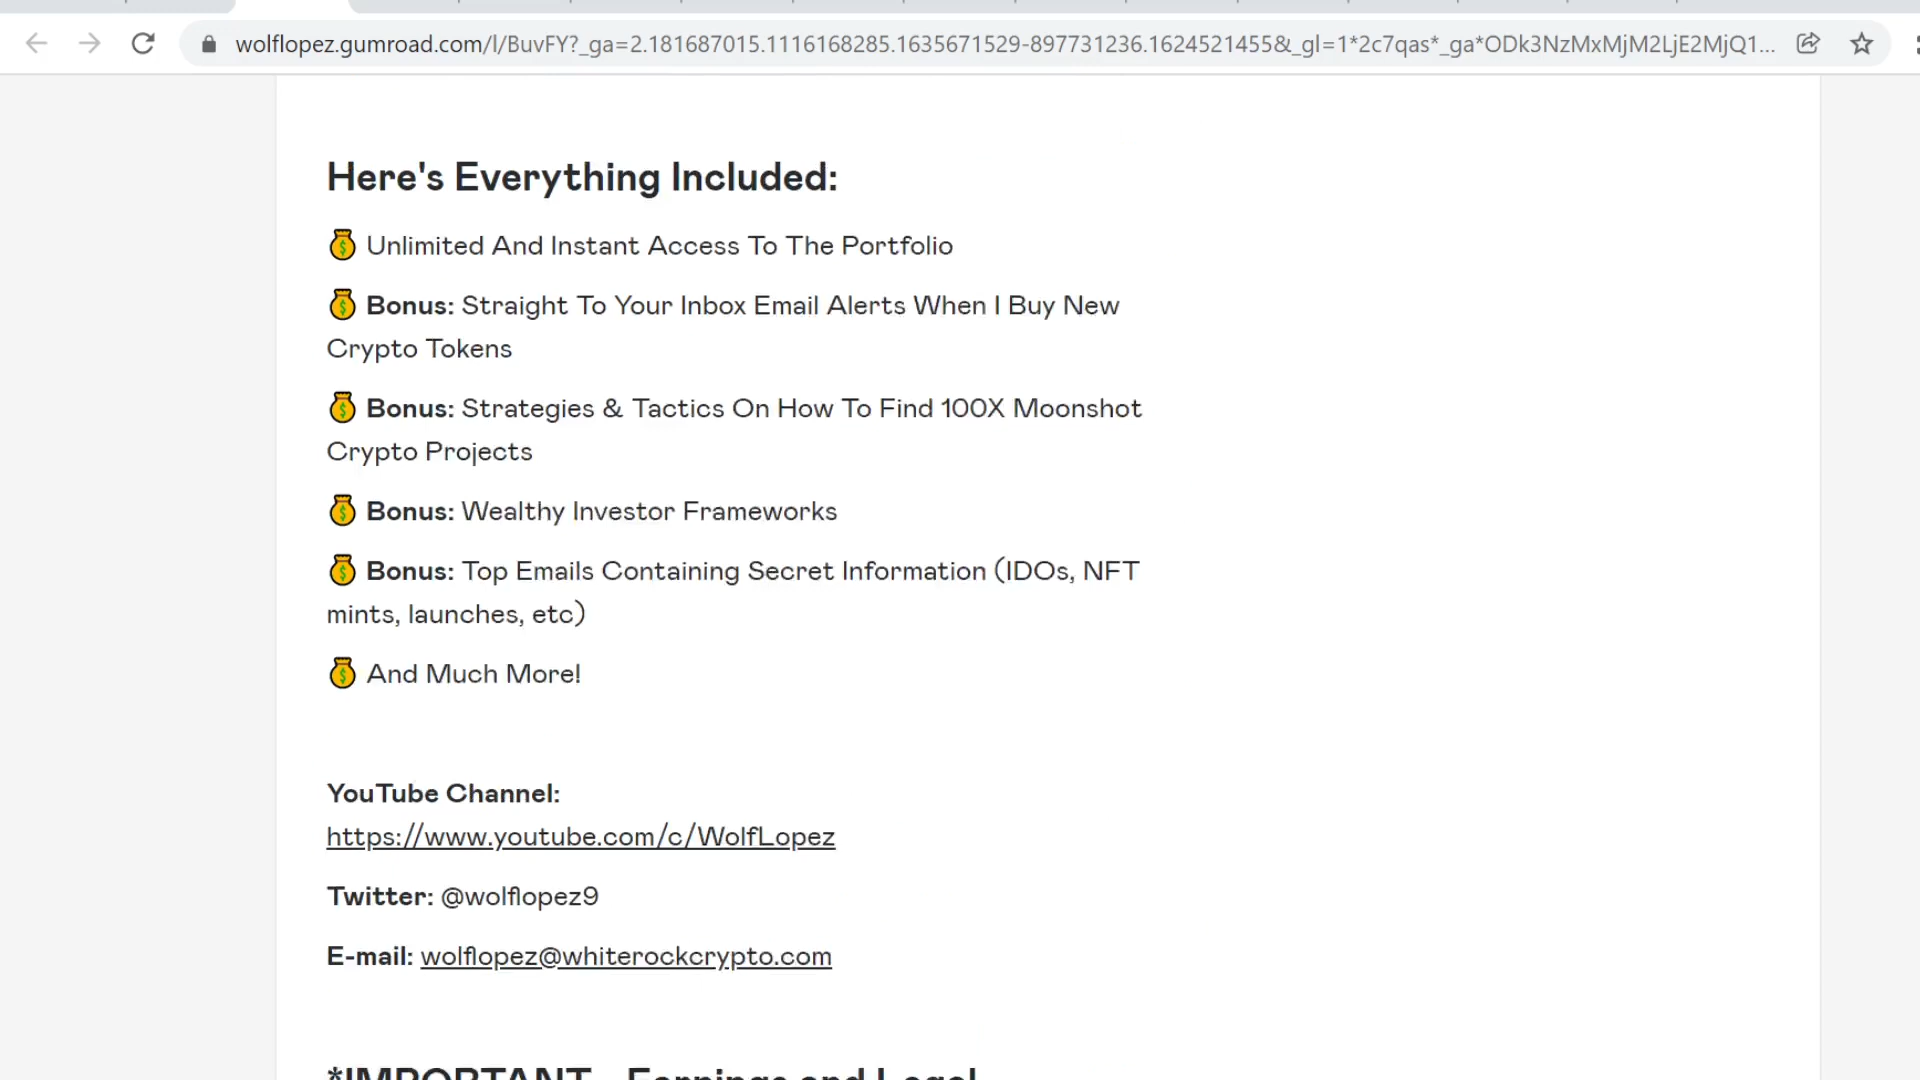 wolflopez.gumroad.com/l/BuvFY?_ga=2.181687015.1116168285.1635671529-897731236.1624521455&_gl=1*2c7qas*_ga*ODk3NzMxMjM2LjE2MjQ1...
Here's Everything Included:
💰 Unlimited And Instant Access To The Portfolio
💰 Bonus: Straight To Your Inbox Email Alerts When I Buy New
Crypto Tokens
💰 Bonus: Strategies & Tactics On How To Find 100X Moonshot
Crypto Projects
💰 Bonus: Wealthy Investor Frameworks
💰 Bonus: Top Emails Containing Secret Information (IDOs, NFT
mints, launches, etc)
💰 And Much More!
YouTube Channel:
https://www.youtube.com/c/WolfLopez
Twitter: @wolflopez9
E-mail: wolflopez@whiterockcrypto.com
*IMPORTANT - Earnings and Legal